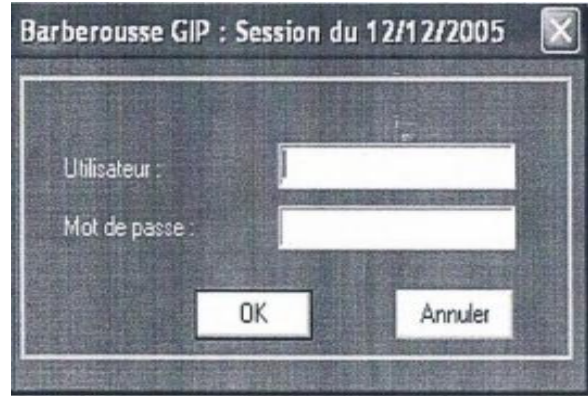 Barberousse GIP : Session du 12/12/2005
Utilisateur :
Mot de passe :
OK
Annuler